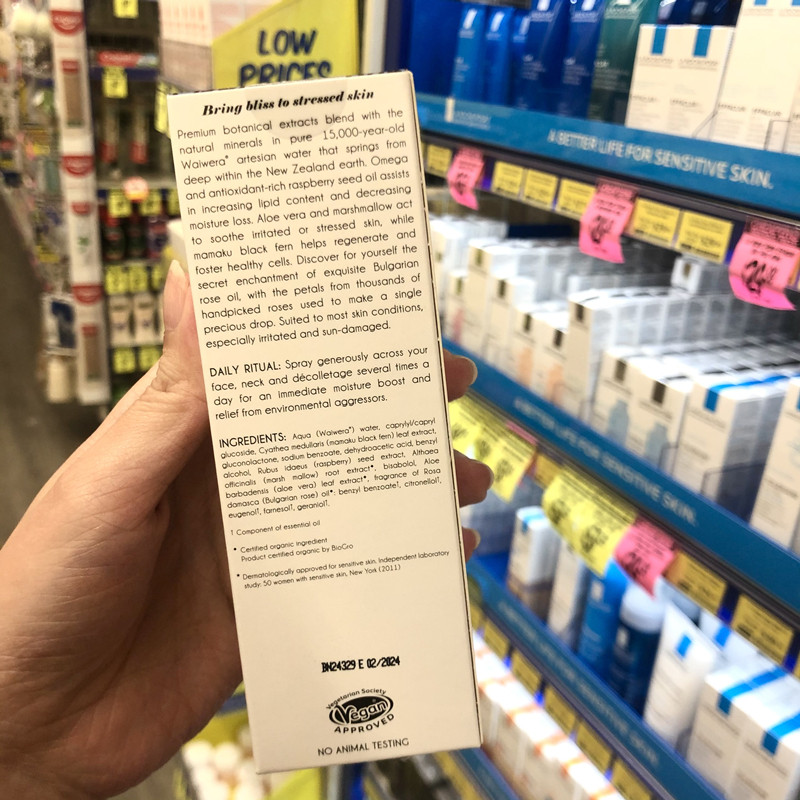 LOW
PRICES
Bring bliss to stressed skin
Premium botanical extracts blend with the
natural minerals in pure 15,000-year-old
Waiwera* artesian water that springs from
deep within the New Zealand earth. Omega
and antioxidant-rich raspberry seed oil assists
in increasing lipid content and decreasing
moisture loss. Aloe vera and marshmallow act
to soothe irritated or stressed skin, while
mamaku black fern helps regenerate and
foster healthy cells. Discover for yourself the
secret enchantment of exquisite Bulgarian
rose oil, with the petals from thousands of
handpicked roses used to make a single
precious drop. Suited to most skin conditions,
especially irritated and sun-damaged.
DAILY RITUAL: Spray generously across your
face, neck and décolletage several times a
day for an immediate moisture boost and
relief from environmental aggressors.
INGREDIENTS: Aqua (Waiwera*) water, caprylyl/capryl
glucoside, Cyathea medullaris (mamaku black fern) leaf extract,
gluconolactone, sodium benzoate, dehydroacetic acid, benzyl
alcohol, Rubus idaeus (raspberry) seed extract, Althaea
officinalis (marsh mallow) root extract*, bisabolol, Aloe
barbadensis (aloe vera) leaf extract*, fragrance of Rosa
damasca (Bulgarian rose) oil*: benzyl benzoate†, citronellol†,
eugenol†, farnesol†, geraniol†.
† Component of essential oil
* Certified organic ingredient
Product certified organic by BioGro
* Dermatologically approved for sensitive skin. Independent laboratory
study: 50 women with sensitive skin, New York (2011)
BN24329 E 02/2024
Vegetarian Society
Vegan
APPROVED
NO ANIMAL TESTING
A BETTER LIFE FOR SENSITIVE SKIN.
A BETTER LIFE FOR SENSITIVE SKIN.